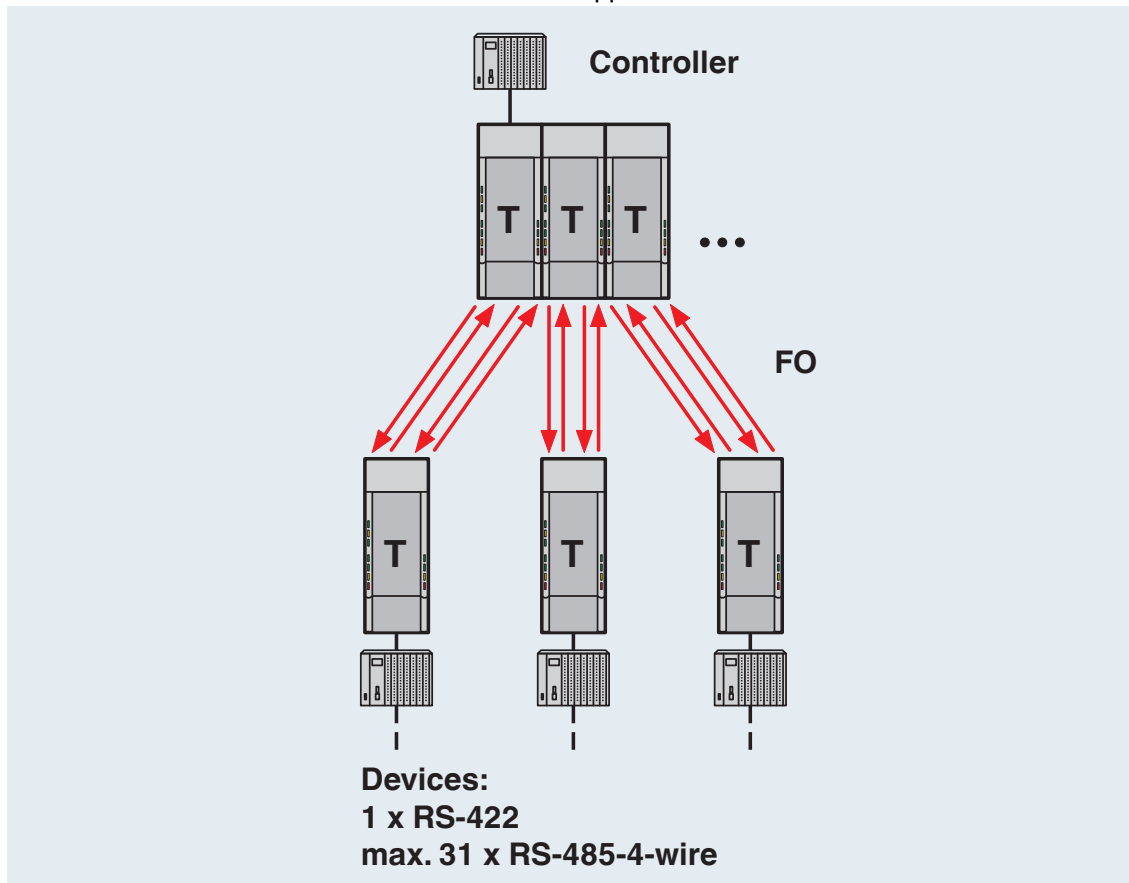 Controller
T T T
...
FO
T T T
Devices:
1 x RS-422
max. 31 x RS-485-4-wire